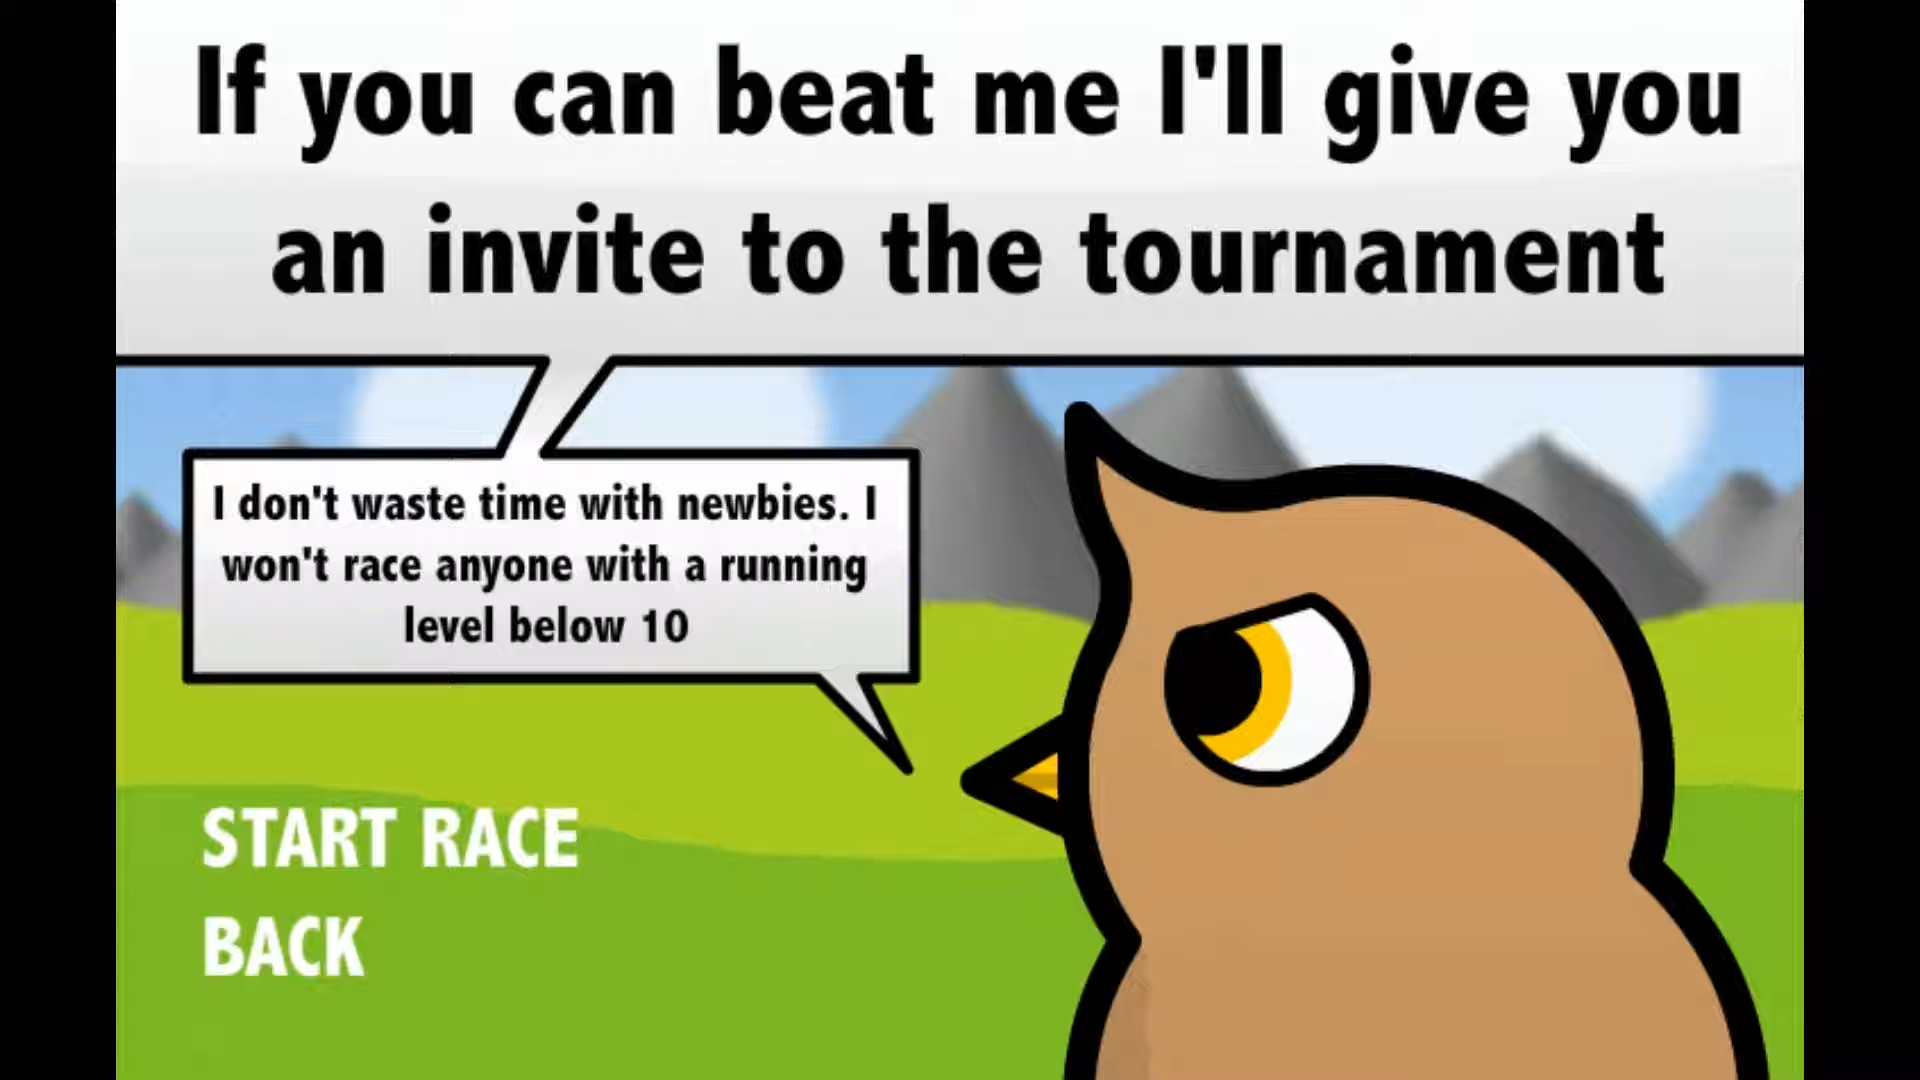 If you can beat me I'll give you
an invite to the tournament
I don't waste time with newbies. I
won't race anyone with a running
level below 10
START RACE
BACK